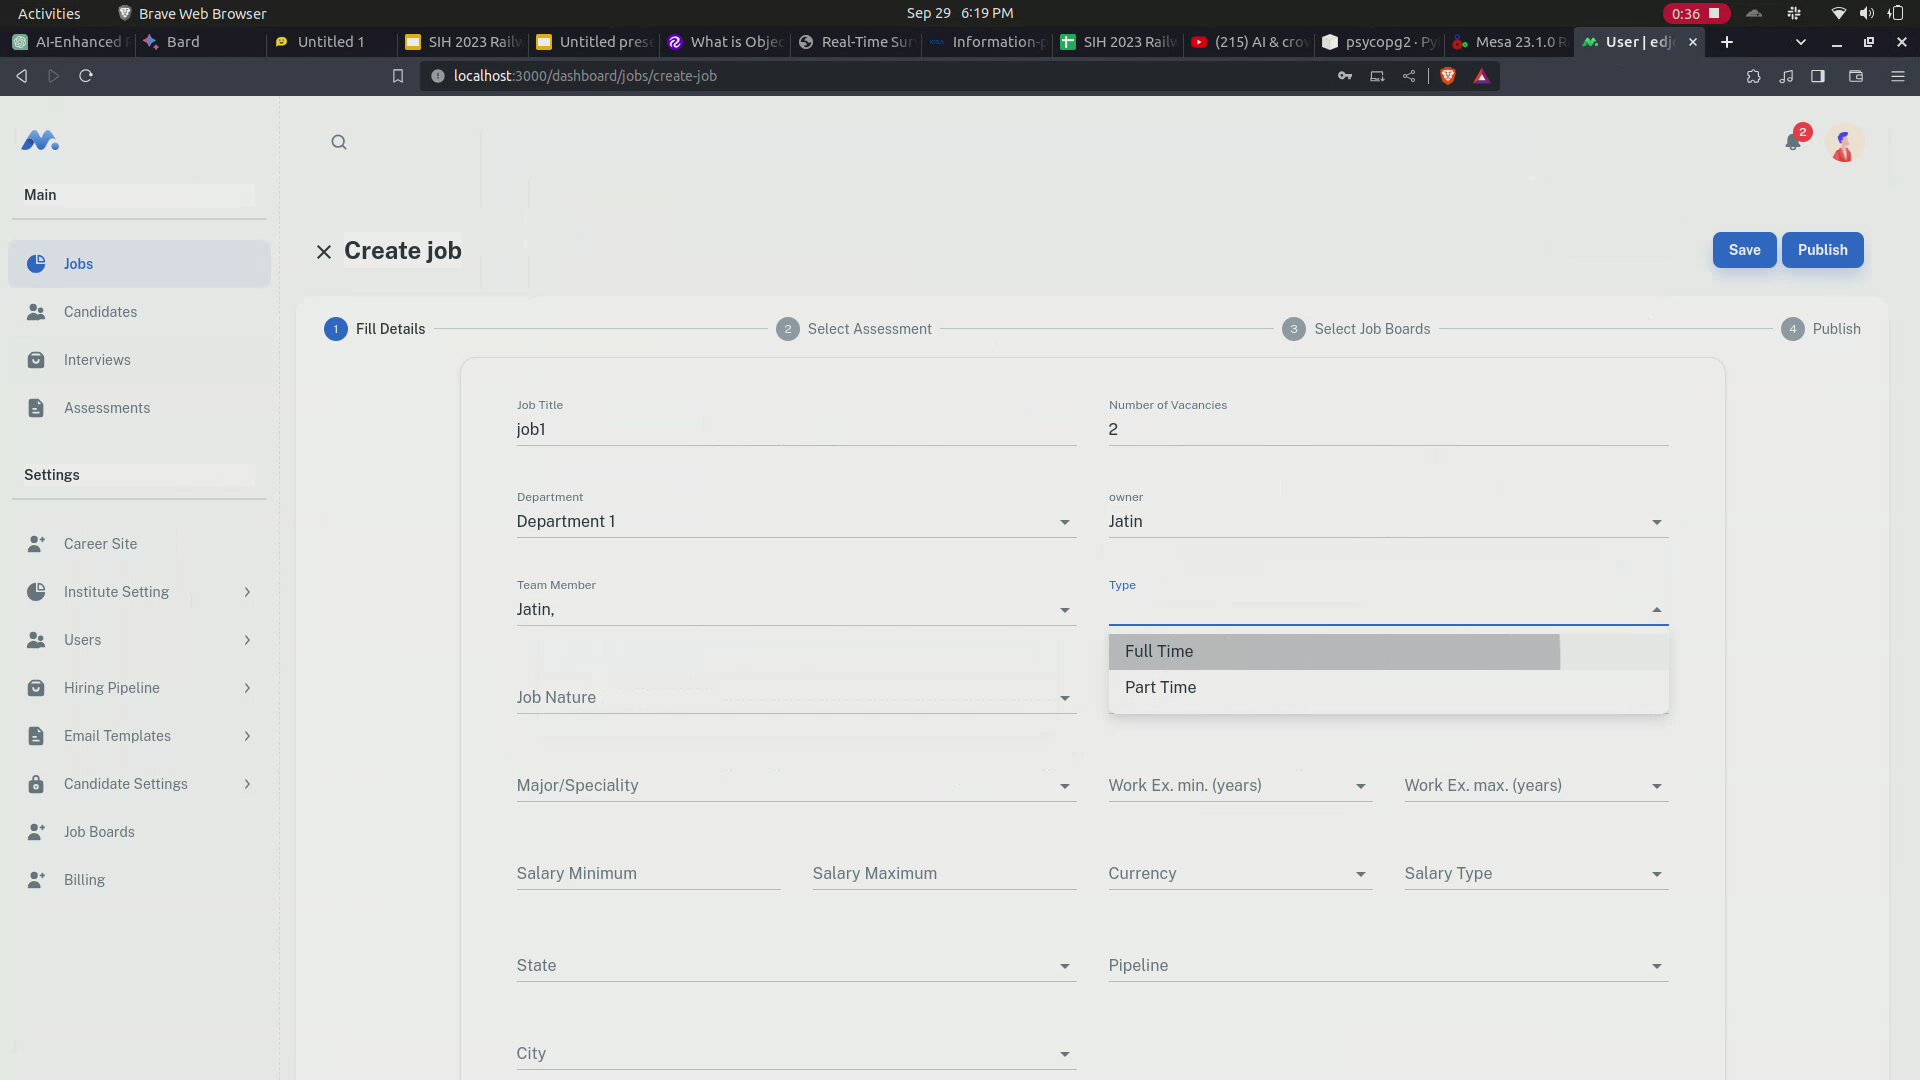 Activities
Brave Web Browser
Sep 29 6:19 PM
0:36
AI-Enhanced
Bard
Untitled 1
SIH 2023 Railw
Untitled prese
What is Objec
Real-Time Sur
Information-p
SIH 2023 Railw
(215) AI & crow
psycopg2 · Py
Mesa 23.1.0 R
User | edj
localhost:3000/dashboard/jobs/create-job
2
Main
Create job
Save
Publish
Jobs
1 Fill Details
2 Select Assessment
3 Select Job Boards
4 Publish
Candidates
Interviews
Assessments
Job Title
job1
Number of Vacancies
2
Settings
Department
Department 1
owner
Jatin
Career Site
Institute Setting
Users
Hiring Pipeline
Email Templates
Candidate Settings
Job Boards
Billing
Team Member
Jatin,
Type
Full Time
Part Time
Job Nature
Major/Speciality
Work Ex. min. (years)
Work Ex. max. (years)
Salary Minimum
Salary Maximum
Currency
Salary Type
State
Pipeline
City